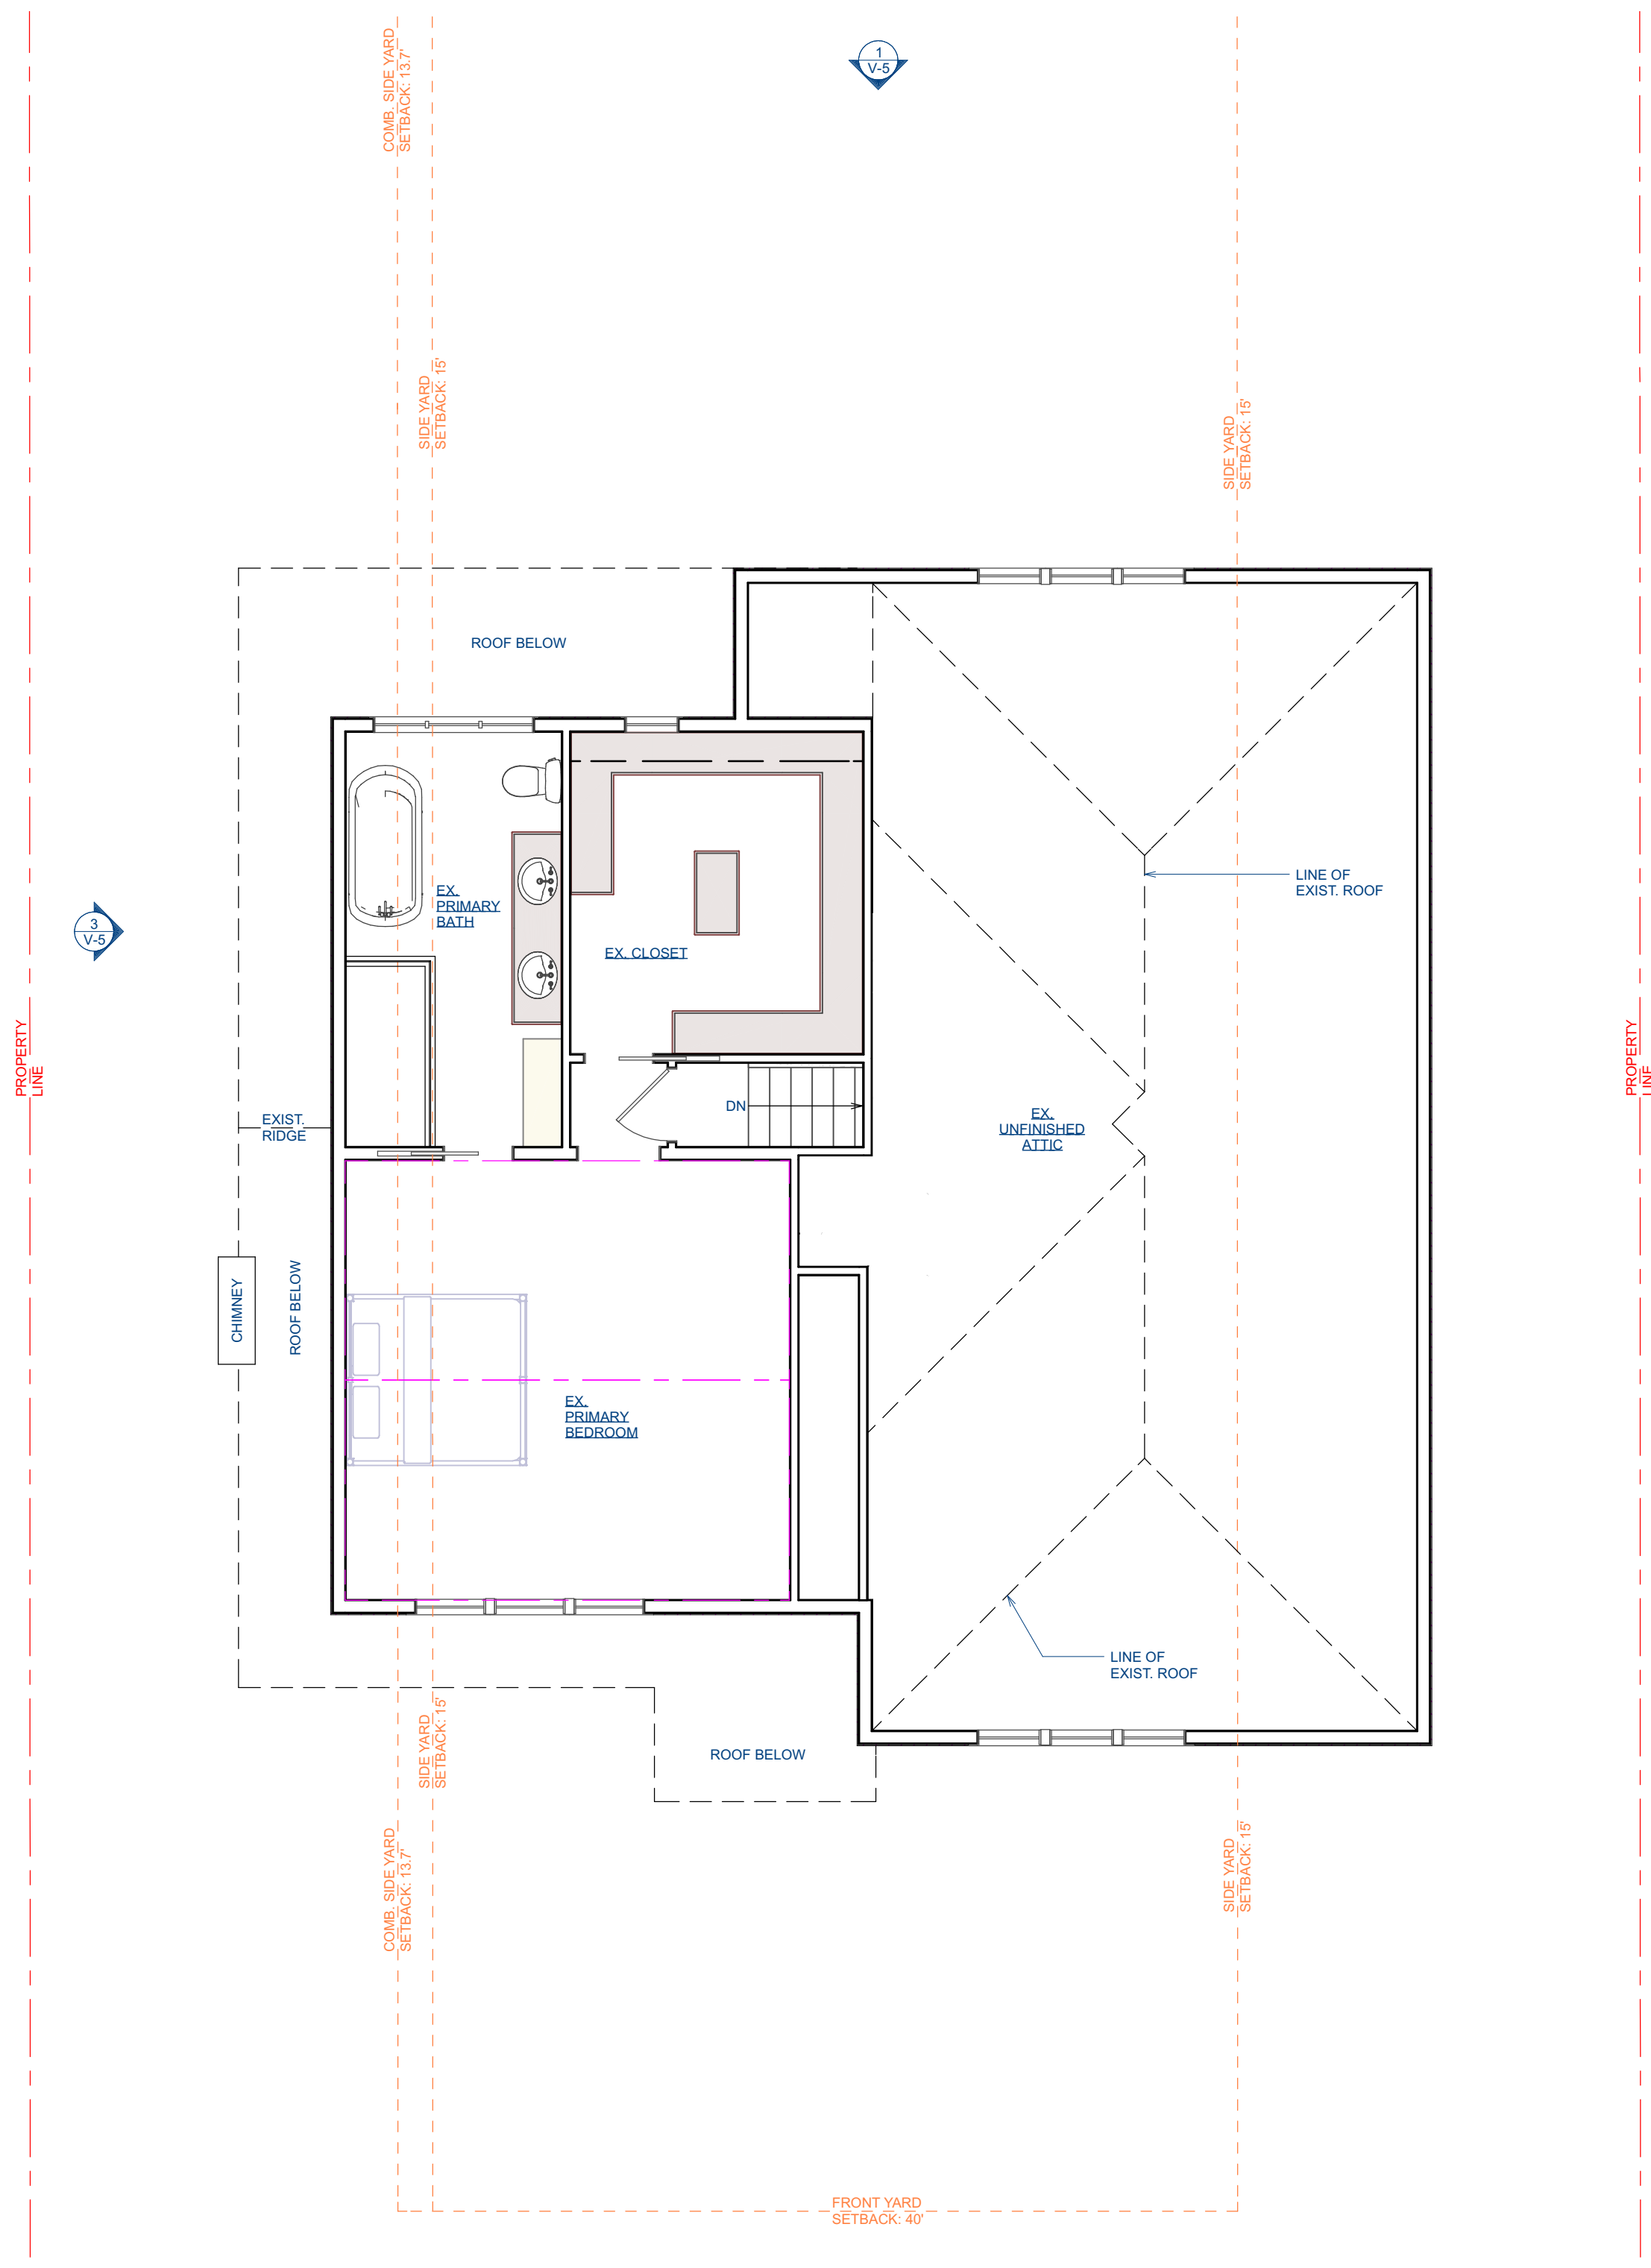 COMB. SIDE YARD
SETBACK: 13.7'
1
V-5
SIDE YARD
SETBACK: 15'
SIDE YARD
SETBACK: 15'
ROOF BELOW
LINE OF
EXIST. ROOF
EX.
PRIMARY
BATH
3
V-5
EX. CLOSET
PROPERTY
LINE
PROPERTY
LINE
EXIST.
RIDGE
DN
EX.
UNFINISHED
ATTIC
CHIMNEY
ROOF BELOW
EX.
PRIMARY
BEDROOM
LINE OF
EXIST. ROOF
SIDE YARD
SETBACK: 15'
ROOF BELOW
COMB. SIDE YARD
SETBACK: 13.7'
SIDE YARD
SETBACK: 15'
FRONT YARD
SETBACK: 40'